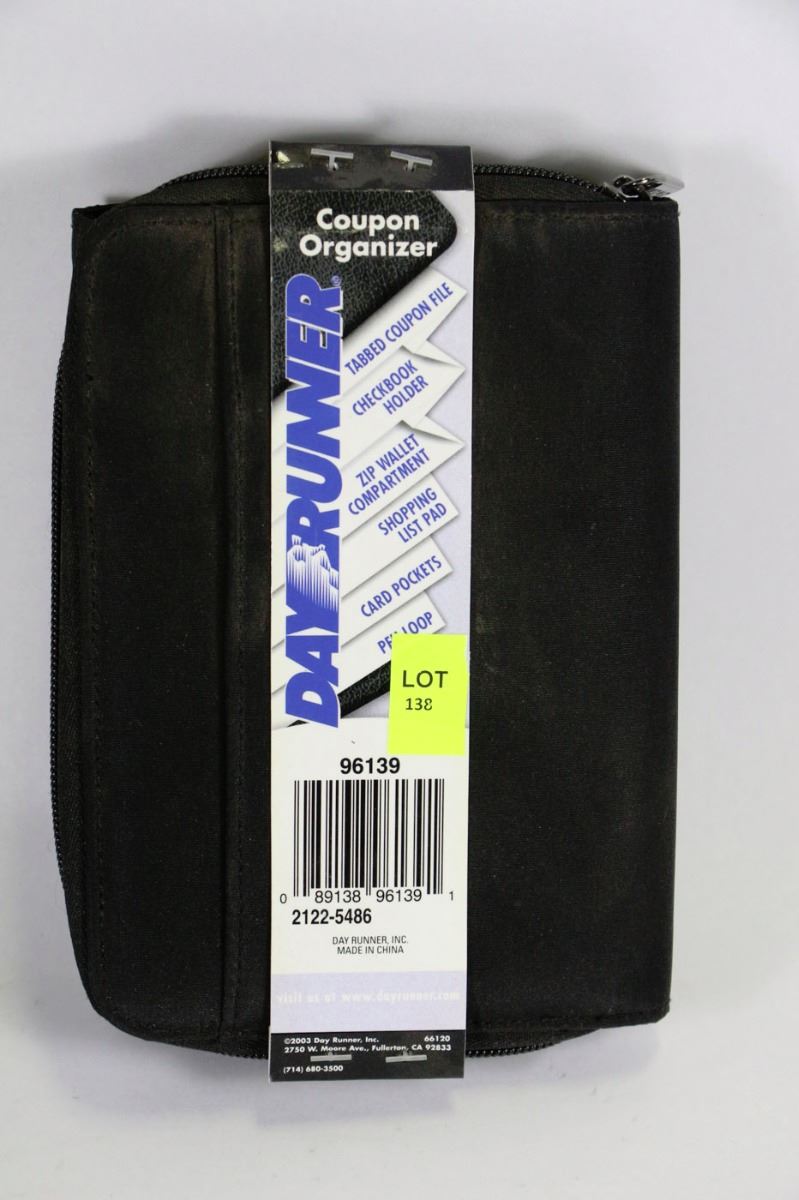 Coupon
Organizer
DAY RUNNER®
TABBED COUPON FILE
CHECKBOOK
HOLDER
ZIP WALLET
COMPARTMENT
SHOPPING
LIST PAD
CARD POCKETS
LOOP
LOT
138
96139
0 89138 96139 1
2122-5486
DAY RUNNER, INC.
MADE IN CHINA
visit us at www.dayrunner.com
©2003 Day Runner, Inc. 66120
2750 W. Moore Ave., Fullerton, CA 92833
(714) 680-3500